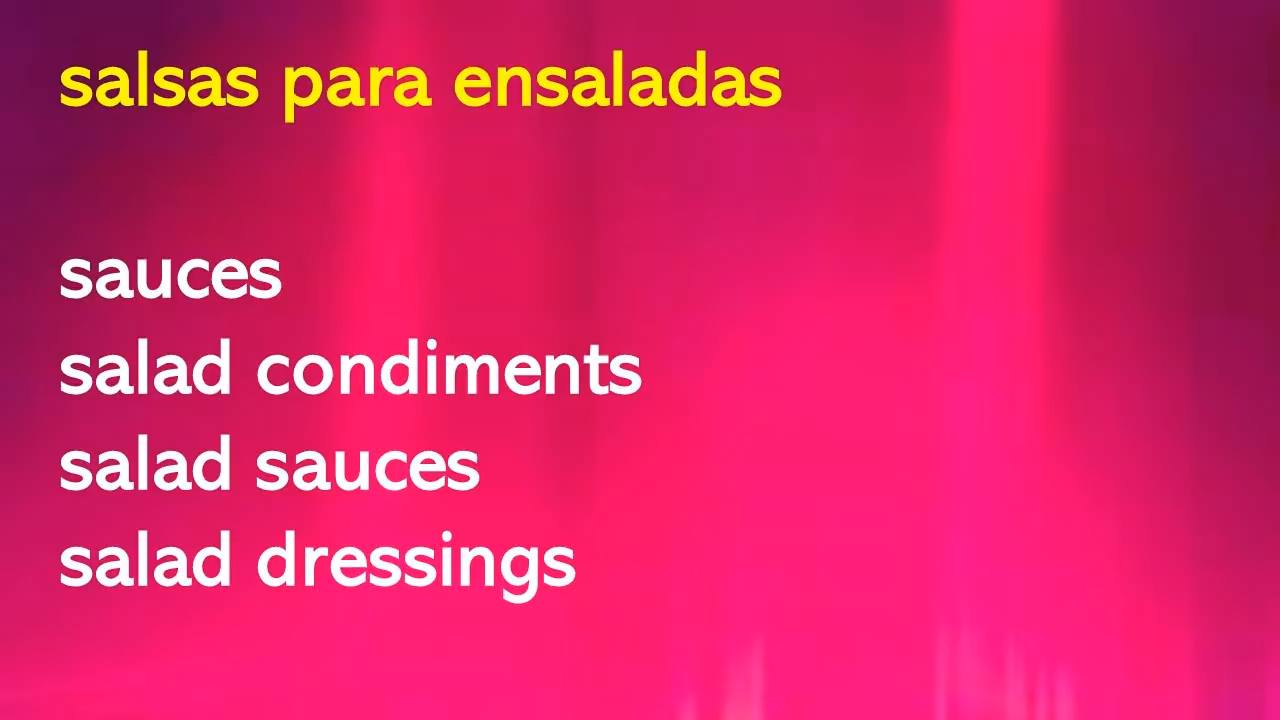 salsas para ensaladas
sauces
salad condiments
salad sauces
salad dressings